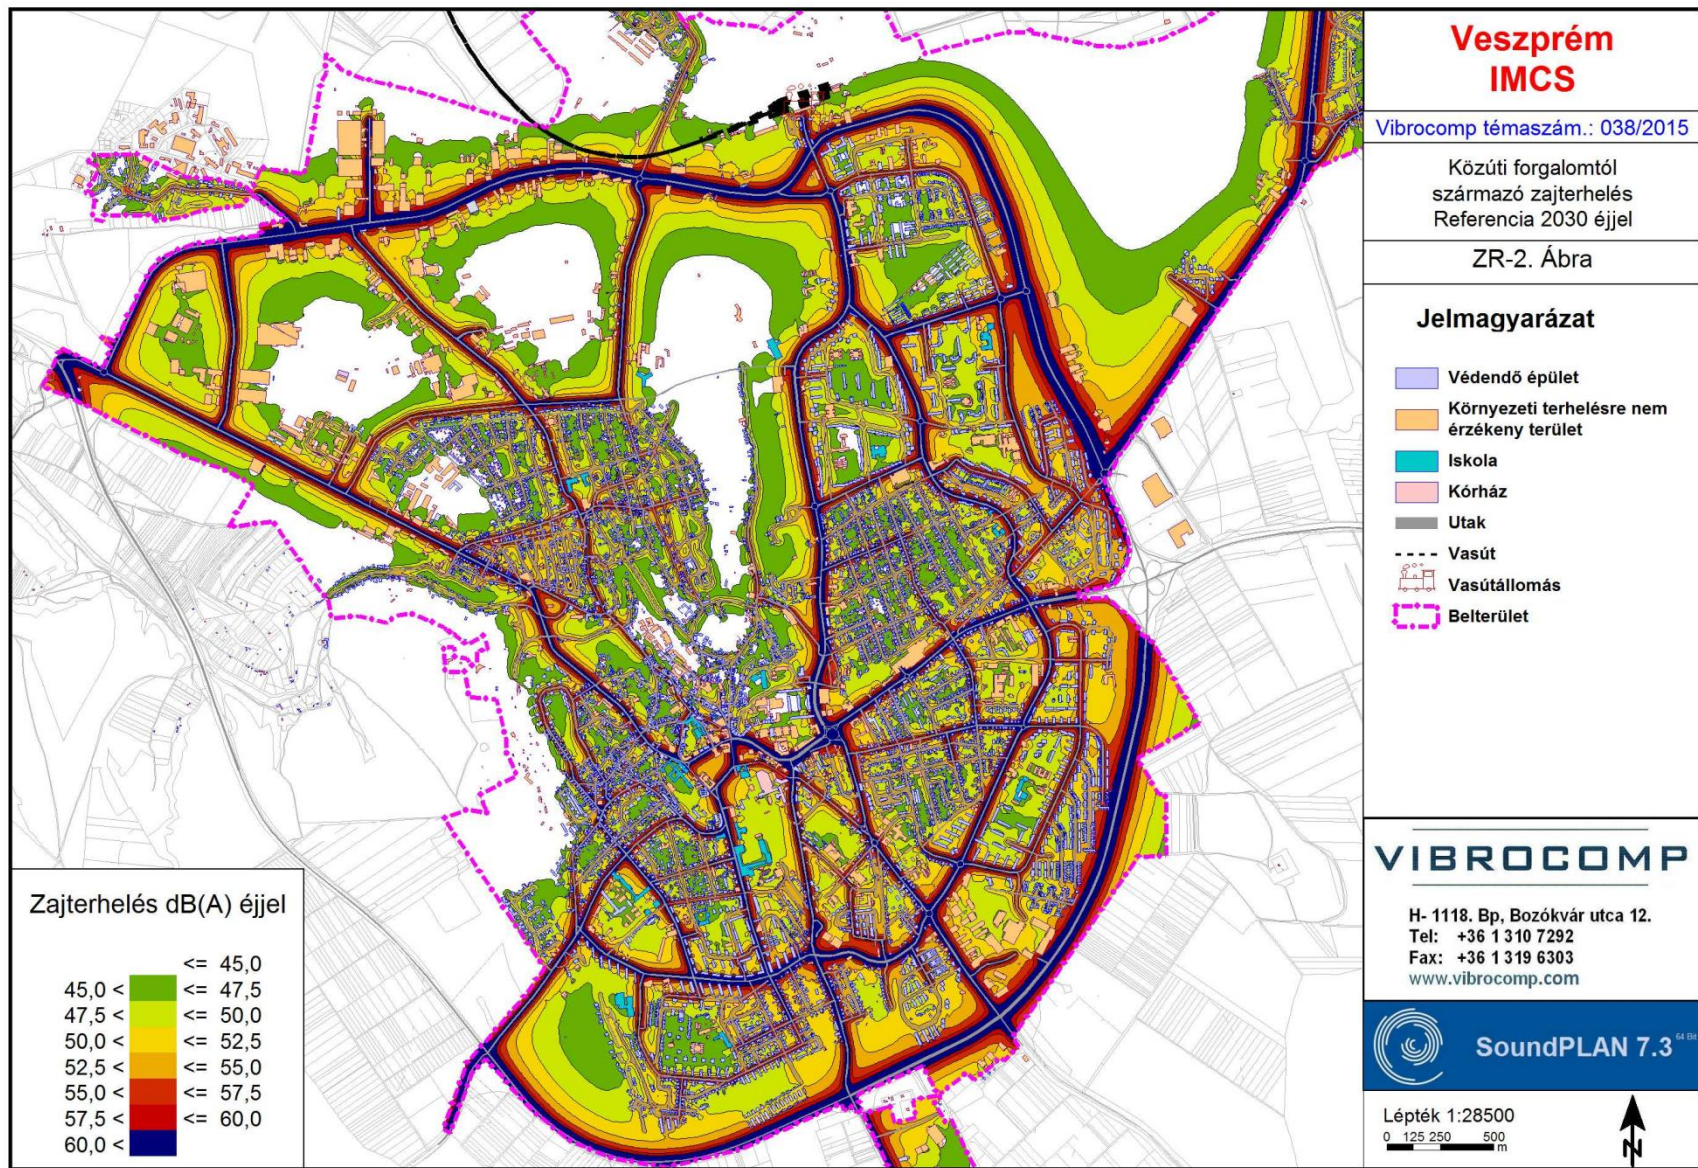 Veszprém
IMCS
Vibrocomp témaszám.: 038/2015
Közúti forgalomtól
származó zajterhelés
Referencia 2030 éjjel
ZR-2. Ábra
Jelmagyarázat
Védendő épület
Környezeti terhelésre nem
érzékeny terület
Iskola
Kórház
Utak
Vasút
Vasútállomás
Belterület
VIBROCOMP
H- 1118. Bp, Bozókvár utca 12.
Tel: +36 1 310 7292
Fax: +36 1 319 6303
www.vibrocomp.com
SoundPLAN 7.3 64 Bit
Lépték 1:28500
0 125 250 500
m
N
Zajterhelés dB(A) éjjel
<= 45,0
45,0 < <= 47,5
47,5 < <= 50,0
50,0 < <= 52,5
52,5 < <= 55,0
55,0 < <= 57,5
57,5 < <= 60,0
60,0 <